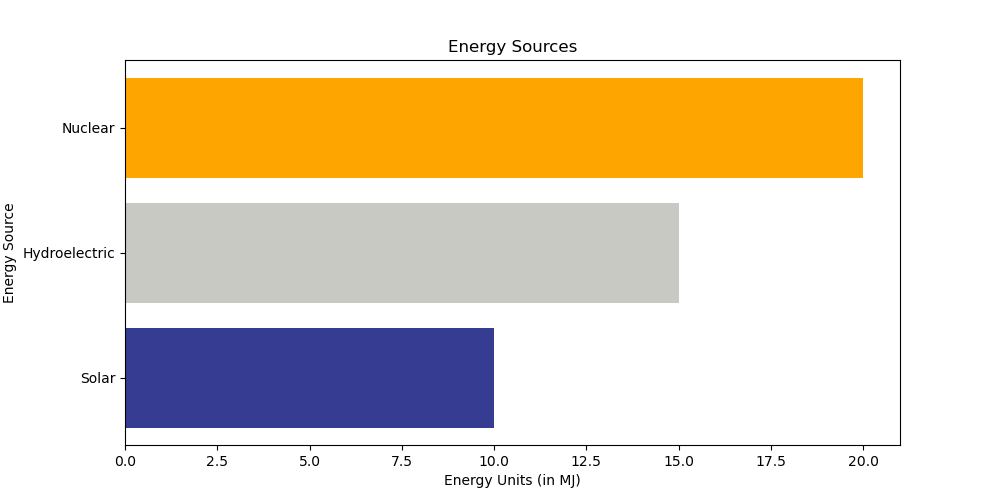 Energy Sources
Energy Source
Nuclear
Hydroelectric
Solar
0.0 2.5 5.0 7.5 10.0 12.5 15.0 17.5 20.0
Energy Units (in MJ)